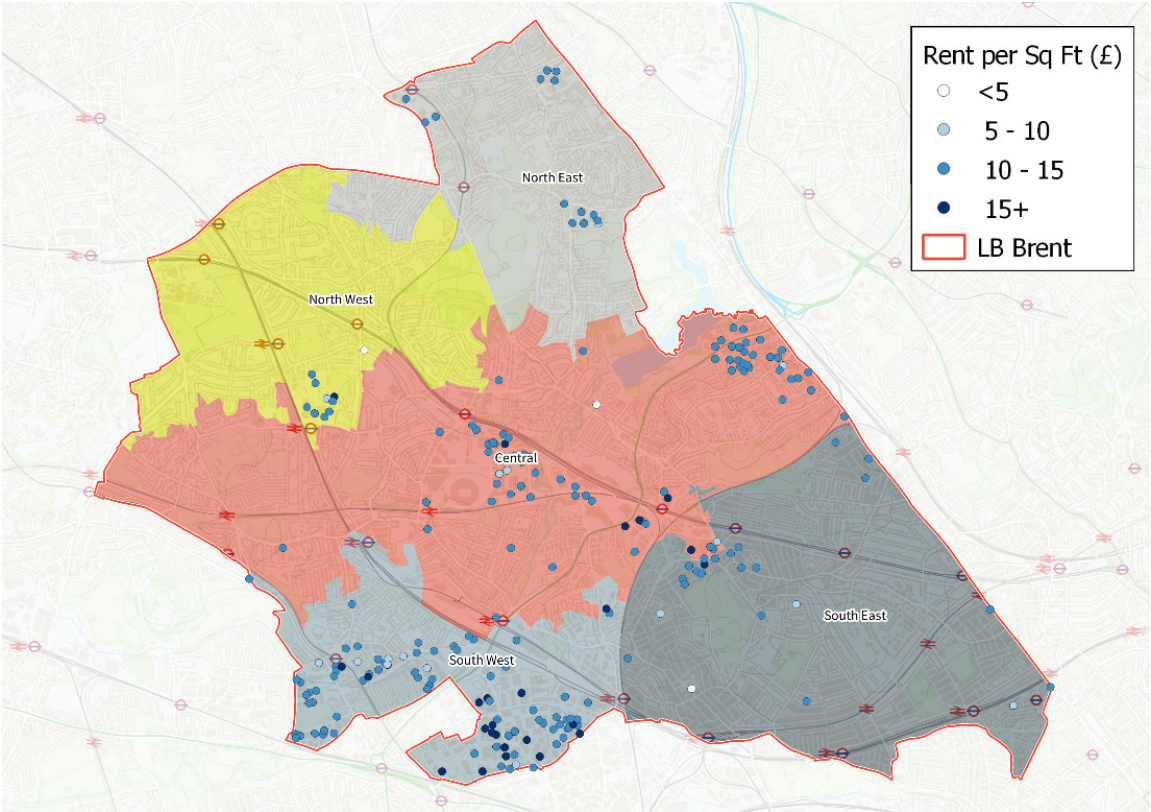 Rent per Sq Ft (£)
<5
5 - 10
10 - 15
15+
LB Brent
North East
North West
Central
South East
South West